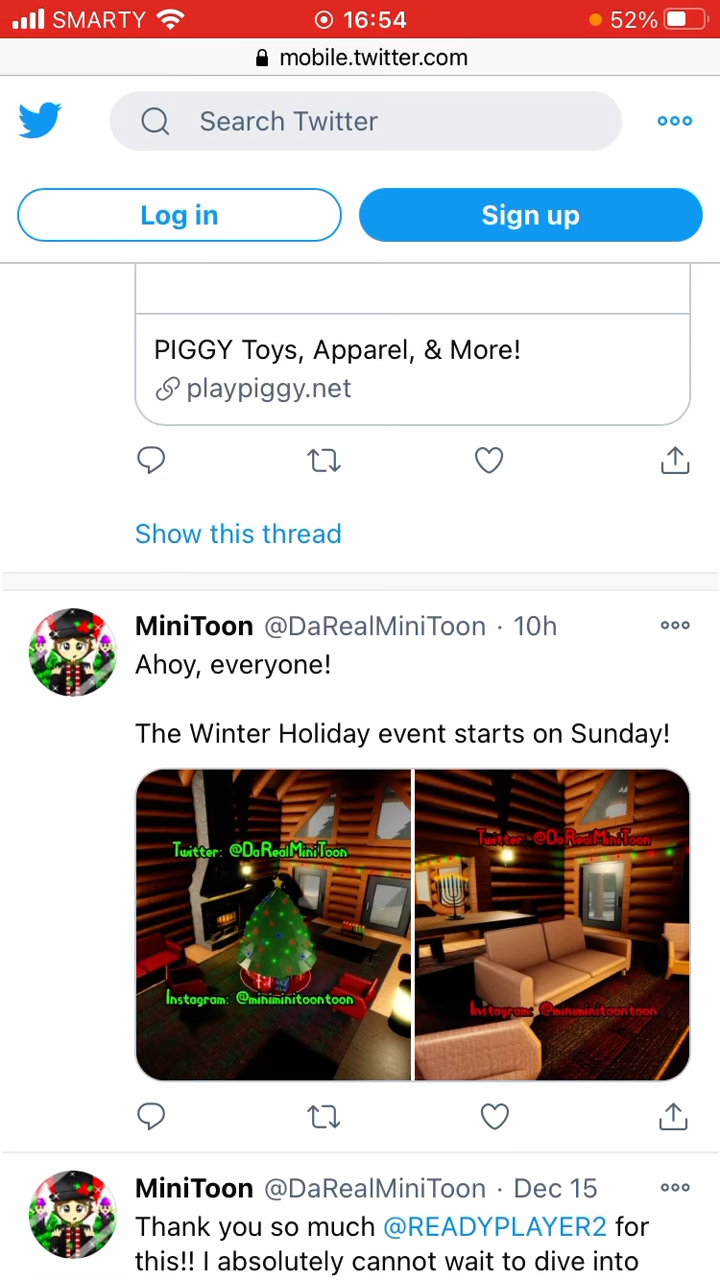 SMARTY 16:54 52%
mobile.twitter.com
Search Twitter
Log in
Sign up
PIGGY Toys, Apparel, & More!
playpiggy.net
Show this thread
MiniToon @DaRealMiniToon · 10h
Ahoy, everyone!
The Winter Holiday event starts on Sunday!
Twitter: @DaRealMiniToon
Instagram: @miniminitoontoon
Twitter: @DaRealMiniToon
Instagram: @miniminitoontoon
MiniToon @DaRealMiniToon · Dec 15
Thank you so much @READYPLAYER2 for
this!! I absolutely cannot wait to dive into